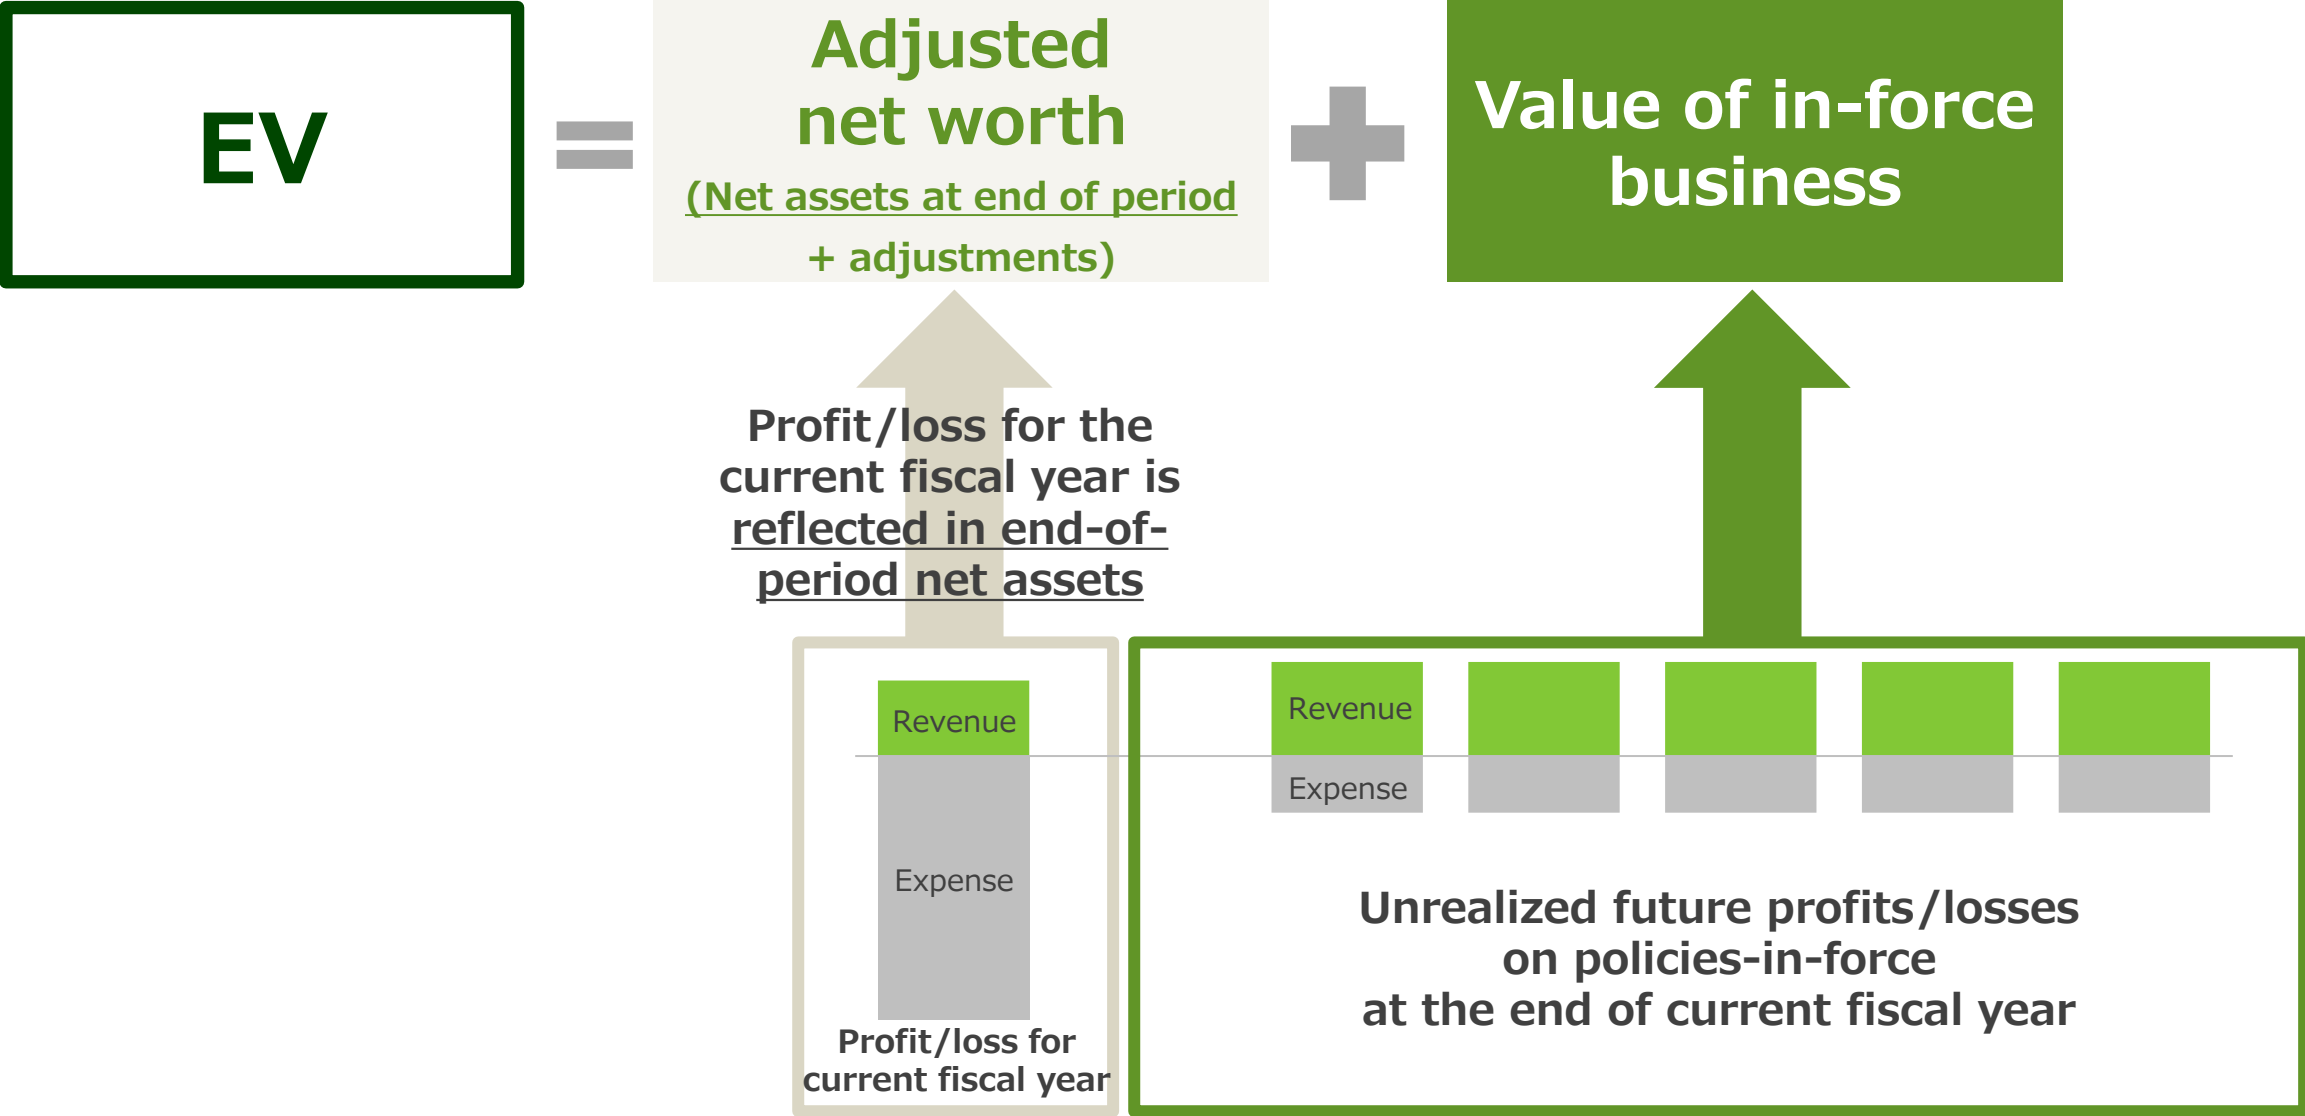 EV
=
Adjusted
net worth
(Net assets at end of period
+ adjustments)
+
Value of in-force
business
Profit/loss for the
current fiscal year is
reflected in end-of-
period net assets
Revenue
Expense
Profit/loss for
current fiscal year
Revenue
Expense
Unrealized future profits/losses
on policies-in-force
at the end of current fiscal year